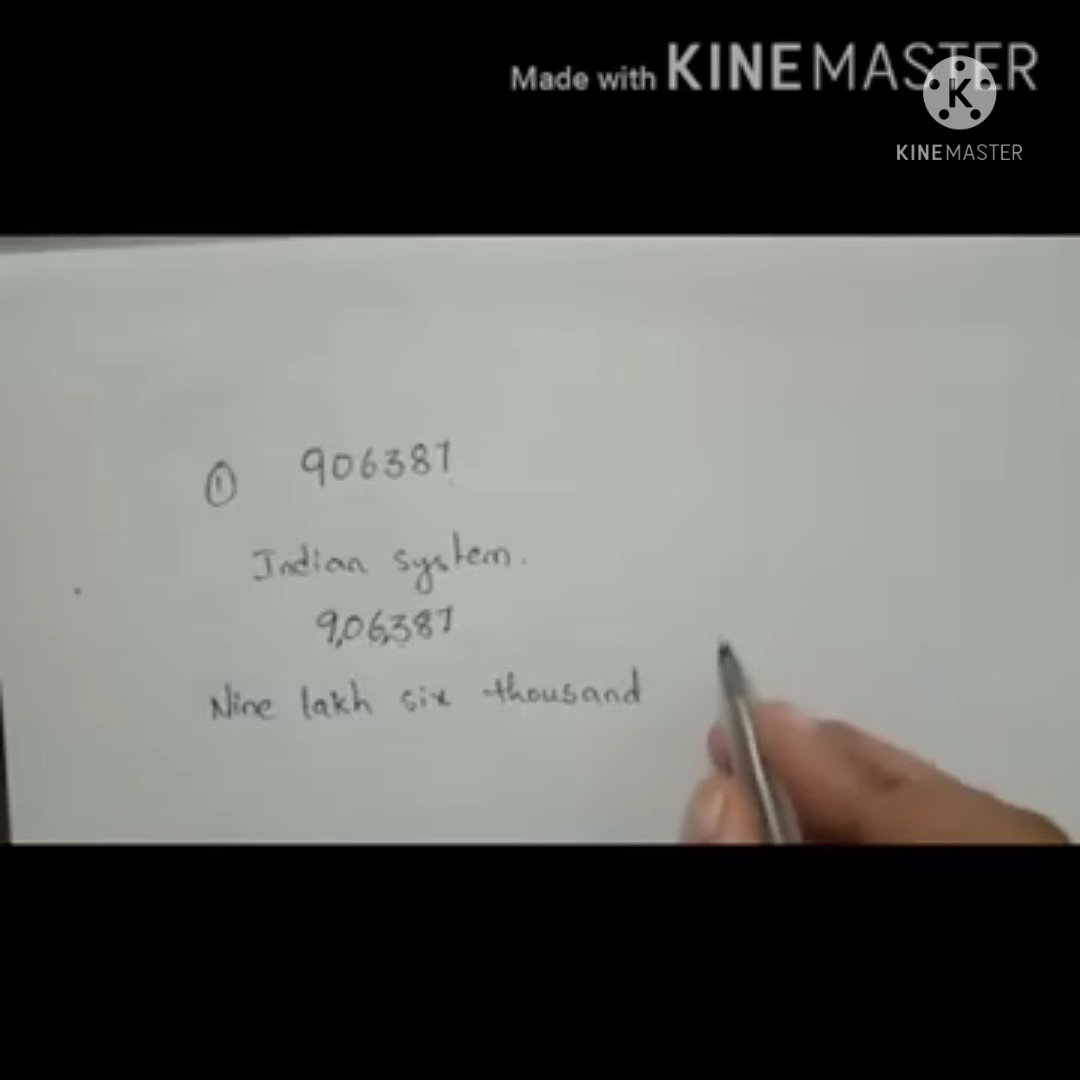 Made with KINEMASTER
K
KINEMASTER
① 906387
Indian system.
9,06,387
Nine lakh six thousand